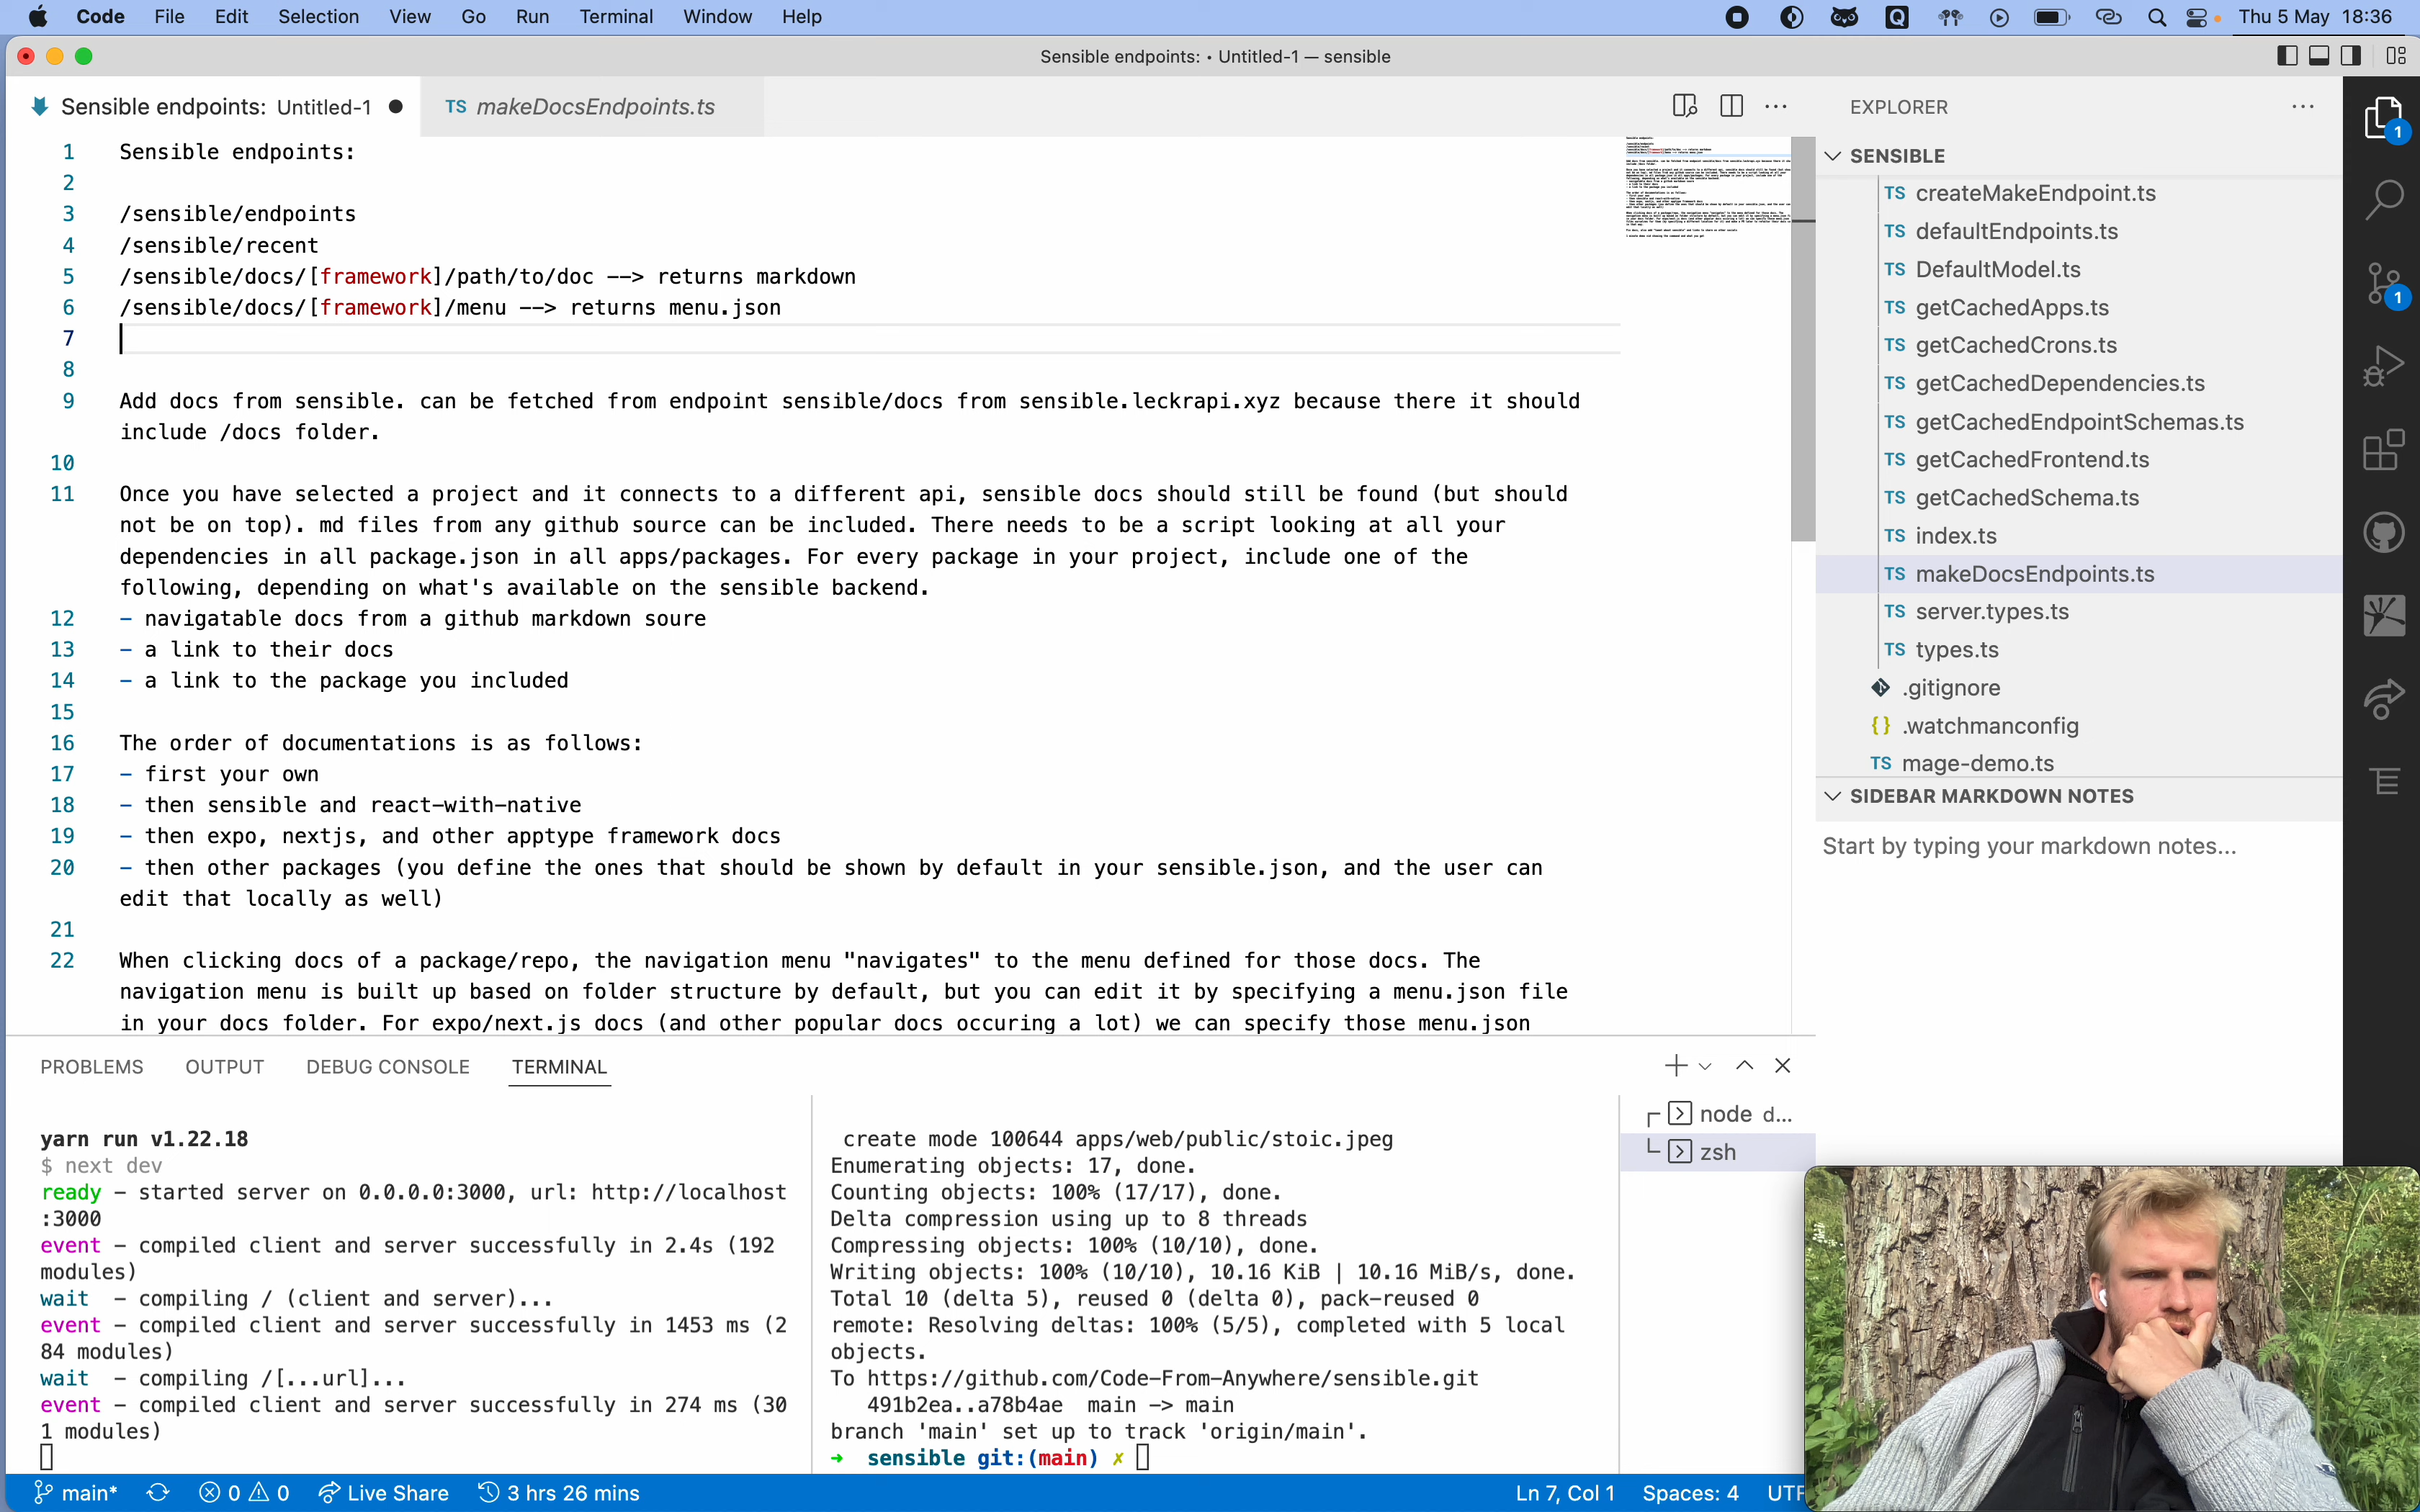 Code File Edit Selection View Go Run Terminal Window Help Thu 5 May 18:36
Sensible endpoints: • Untitled-1 — sensible
Sensible endpoints: Untitled-1 ●
TS makeDocsEndpoints.ts
1 Sensible endpoints:
2
3 /sensible/endpoints
4 /sensible/recent
5 /sensible/docs/[framework]/path/to/doc --> returns markdown
6 /sensible/docs/[framework]/menu --> returns menu.json
7
8
9 Add docs from sensible. can be fetched from endpoint sensible/docs from sensible.leckrapi.xyz because there it should
include /docs folder.
10
11 Once you have selected a project and it connects to a different api, sensible docs should still be found (but should
not be on top). md files from any github source can be included. There needs to be a script looking at all your
dependencies in all package.json in all apps/packages. For every package in your project, include one of the
following, depending on what's available on the sensible backend.
12 - navigatable docs from a github markdown soure
13 - a link to their docs
14 - a link to the package you included
15
16 The order of documentations is as follows:
17 - first your own
18 - then sensible and react-with-native
19 - then expo, nextjs, and other apptype framework docs
20 - then other packages (you define the ones that should be shown by default in your sensible.json, and the user can
edit that locally as well)
21
22 When clicking docs of a package/repo, the navigation menu "navigates" to the menu defined for those docs. The
navigation menu is built up based on folder structure by default, but you can edit it by specifying a menu.json file
in your docs folder. For expo/next.js docs (and other popular docs occuring a lot) we can specify those menu.json
EXPLORER
SENSIBLE
TS createMakeEndpoint.ts
TS defaultEndpoints.ts
TS DefaultModel.ts
TS getCachedApps.ts
TS getCachedCrons.ts
TS getCachedDependencies.ts
TS getCachedEndpointSchemas.ts
TS getCachedFrontend.ts
TS getCachedSchema.ts
TS index.ts
TS makeDocsEndpoints.ts
TS server.types.ts
TS types.ts
.gitignore
{} .watchmanconfig
TS mage-demo.ts
SIDEBAR MARKDOWN NOTES
Start by typing your markdown notes...
1
1
PROBLEMS OUTPUT DEBUG CONSOLE TERMINAL
yarn run v1.22.18
$ next dev
ready - started server on 0.0.0.0:3000, url: http://localhost
:3000
event - compiled client and server successfully in 2.4s (192
modules)
wait - compiling / (client and server)...
event - compiled client and server successfully in 1453 ms (2
84 modules)
wait - compiling /[...url]...
event - compiled client and server successfully in 274 ms (30
1 modules)
create mode 100644 apps/web/public/stoic.jpeg
Enumerating objects: 17, done.
Counting objects: 100% (17/17), done.
Delta compression using up to 8 threads
Compressing objects: 100% (10/10), done.
Writing objects: 100% (10/10), 10.16 KiB | 10.16 MiB/s, done.
Total 10 (delta 5), reused 0 (delta 0), pack-reused 0
remote: Resolving deltas: 100% (5/5), completed with 5 local
objects.
To https://github.com/Code-From-Anywhere/sensible.git
491b2ea..a78b4ae main -> main
branch 'main' set up to track 'origin/main'.
➜ sensible git:(main) ✗
node d...
zsh
main* 0 0 Live Share 3 hrs 26 mins
Ln 7, Col 1 Spaces: 4 UTF